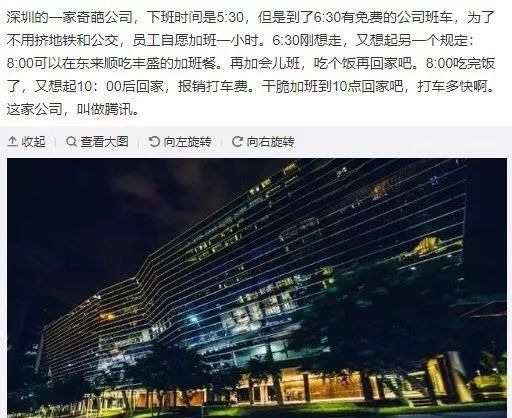 深圳的一家奇葩公司，下班时间是5:30，但是到了6:30有免费的公司班车，为了
不用挤地铁和公交，员工自愿加班一小时。6:30刚想走，又想起另一个规定：
8:00可以在东来顺吃丰盛的加班餐。再加会儿班，吃个饭再回家吧。8:00吃完饭
了，又想起10：00后回家，报销打车费。干脆加班到10点回家吧，打车多快啊。
这家公司，叫做腾讯。
收起 查看大图 向左旋转 向右旋转